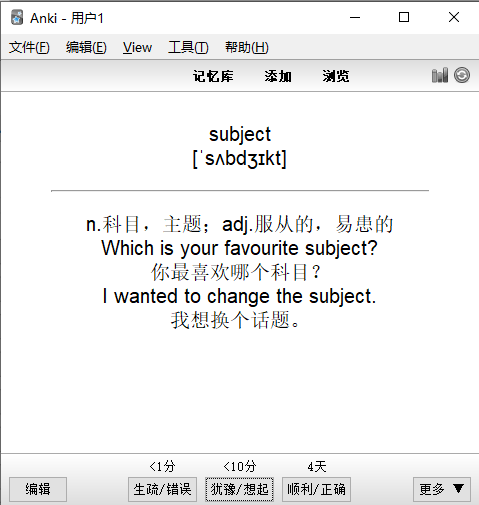 Anki - 用户1
文件(F) 编辑(E) View 工具(T) 帮助(H)
记忆库 添加 浏览
subject
[ˈsʌbdʒɪkt]
n.科目，主题；adj.服从的，易患的
Which is your favourite subject?
你最喜欢哪个科目？
I wanted to change the subject.
我想换个话题。
<1分 <10分 4天
编辑 生疏/错误 犹豫/想起 顺利/正确 更多 ▼